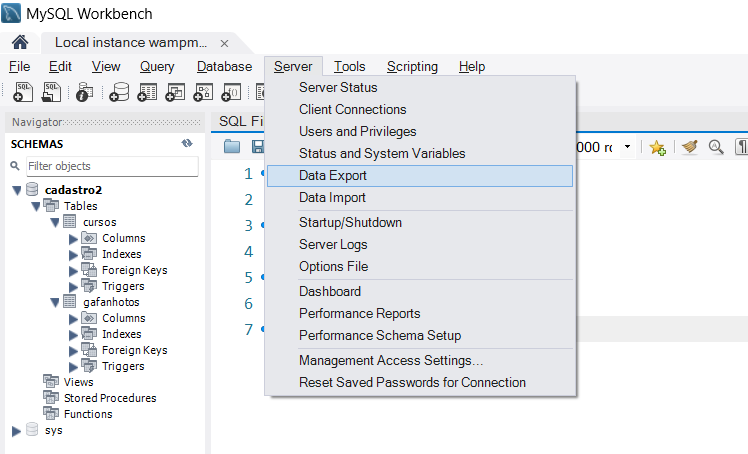 MySQL Workbench
Local instance wampm... ×
File Edit View Query Database Server Tools Scripting Help
Navigator
SCHEMAS
Filter objects
cadastro2
Tables
cursos
Columns
Indexes
Foreign Keys
Triggers
gafanhotos
Columns
Indexes
Foreign Keys
Triggers
Views
Stored Procedures
Functions
sys
Server Status
Client Connections
Users and Privileges
Status and System Variables
Data Export
Data Import
Startup/Shutdown
Server Logs
Options File
Dashboard
Performance Reports
Performance Schema Setup
Management Access Settings...
Reset Saved Passwords for Connection
SQL Fi
000 rc
1
2
3
4
5
6
7